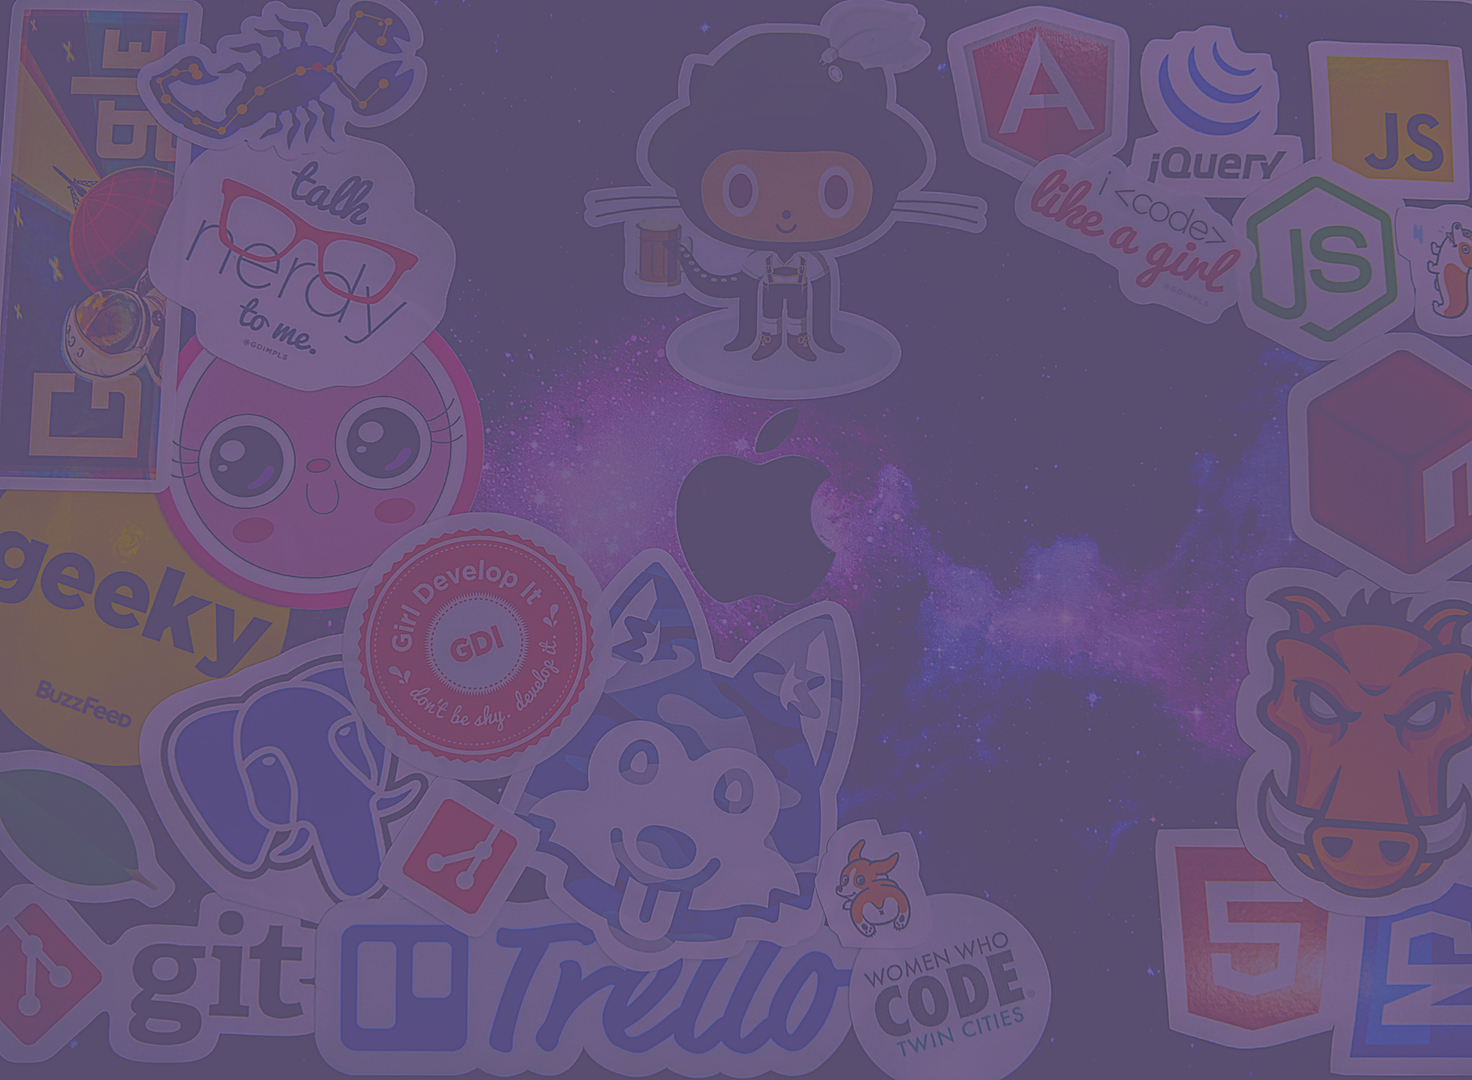 Google
talk
nerdy
to me.
@GDIMPLS
A
jQuery
JS
i <code>
like a girl
@GDIMPLS
JS
n
geeky
BuzzFeed
Girl Develop It
GDI
don't be shy. develop it.
git
Trello
WOMEN WHO
CODE
TWIN CITIES
5